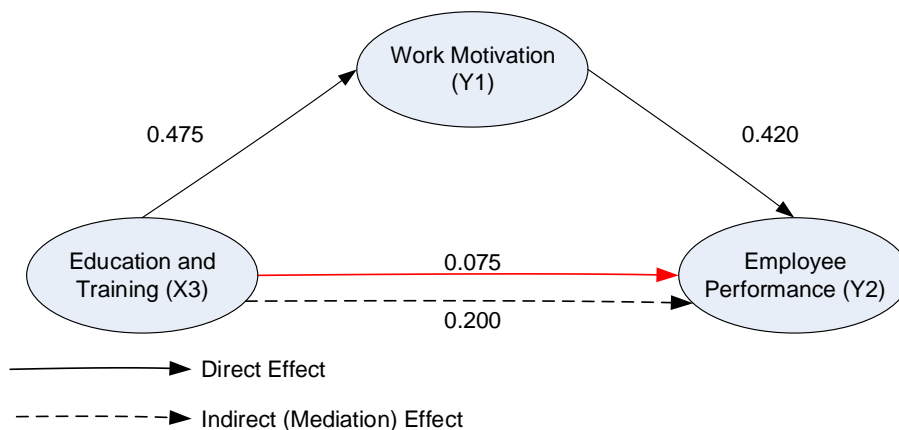 Work Motivation
(Y1)
0.475
0.420
Education and
Training (X3)
0.075
Employee
Performance (Y2)
0.200
Direct Effect
Indirect (Mediation) Effect